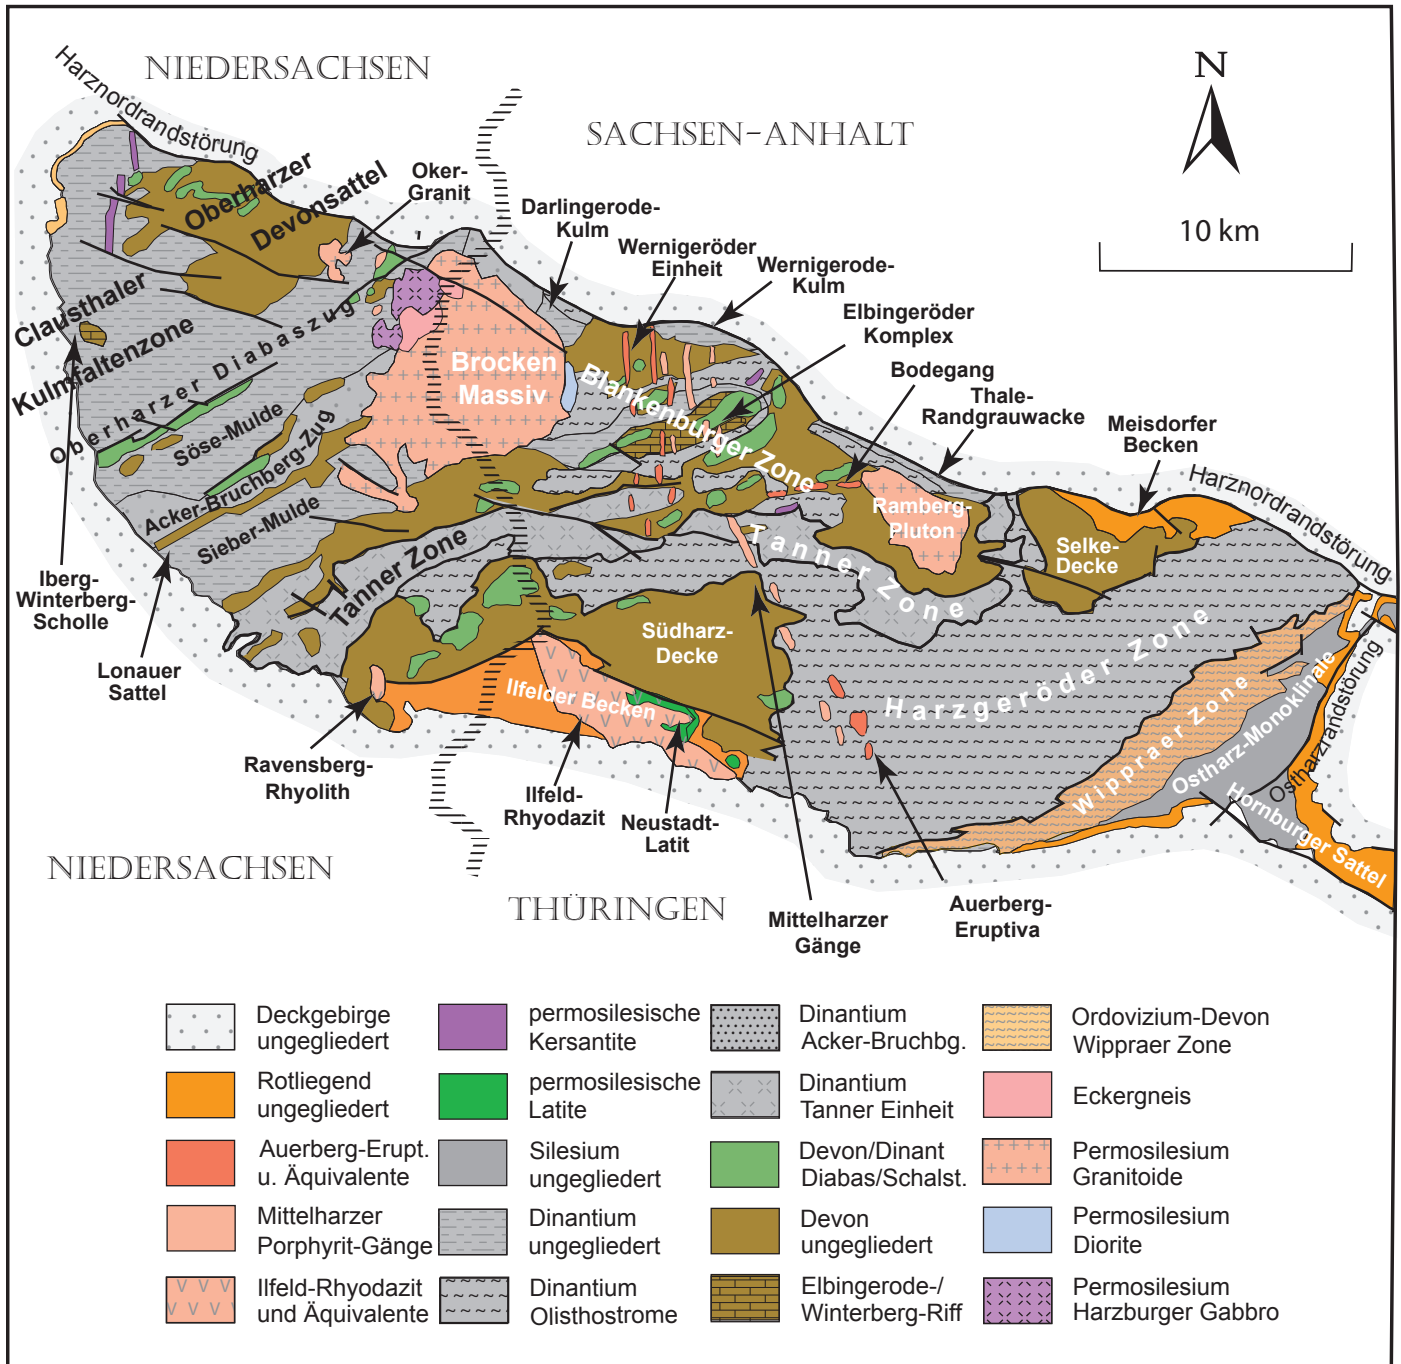 NIEDERSACHSEN
SACHSEN-ANHALT
N
10 km
Harznordrandstörung
Oberharzer
Devonsattel
Oker-
Granit
Darlingerode-
Kulm
Wernigeröder
Einheit
Wernigerode-
Kulm
Elbingeröder
Komplex
Bodegang
Thale-
Randgrauwacke
Meisdorfer
Becken
Harznordrandstörung
Clausthaler
Kulmfaltenzone
Oberharzer Diabaszug
Brocken
Massiv
Blankenburger Zone
Söse-Mulde
Acker-Bruchberg-Zug
Sieber-Mulde
Ramberg-
Pluton
Selke-
Decke
Iberg-
Winterberg-
Scholle
Lonauer
Sattel
Tanner Zone
Tanner Zone
Südharz-
Decke
Harzgeröder Zone
Ilfelder Becken
Wippraer Zone
Ostharz-Monoklinale
Ostharzrandstörung
Hornburger Sattel
Ravensberg-
Rhyolith
Ilfeld-
Rhyodazit
Neustadt-
Latit
Mittelharzer
Gänge
Auerberg-
Eruptiva
NIEDERSACHSEN
THÜRINGEN
Deckgebirge
ungegliedert
Rotliegend
ungegliedert
Auerberg-Erupt.
u. Äquivalente
Mittelharzer
Porphyrit-Gänge
Ilfeld-Rhyodazit
und Äquivalente
permosilesische
Kersantite
permosilesische
Latite
Silesium
ungegliedert
Dinantium
ungegliedert
Dinantium
Olisthostrome
Dinantium
Acker-Bruchbg.
Dinantium
Tanner Einheit
Devon/Dinant
Diabas/Schalst.
Devon
ungegliedert
Elbingerode-/
Winterberg-Riff
Ordovizium-Devon
Wippraer Zone
Eckergneis
Permosilesium
Granitoide
Permosilesium
Diorite
Permosilesium
Harzburger Gabbro